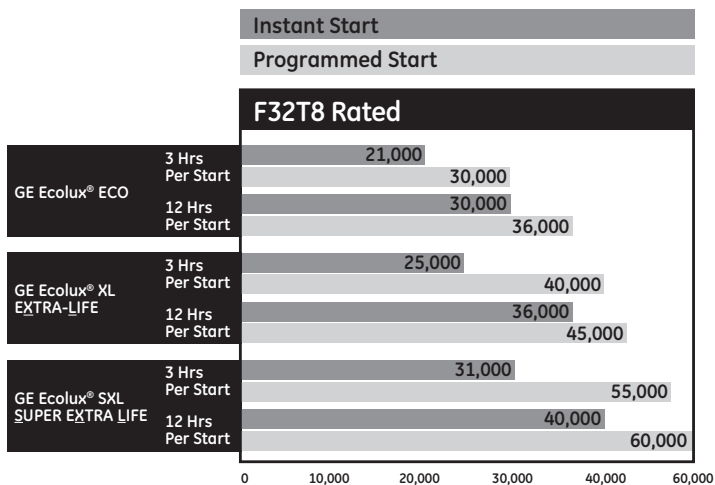 Instant Start
Programmed Start
F32T8 Rated
GE Ecolux® ECO
3 Hrs
Per Start
21,000
30,000
12 Hrs
Per Start
30,000
36,000
GE Ecolux® XL
EXTRA-LIFE
3 Hrs
Per Start
25,000
40,000
12 Hrs
Per Start
36,000
45,000
GE Ecolux® SXL
SUPER EXTRA LIFE
3 Hrs
Per Start
31,000
55,000
12 Hrs
Per Start
40,000
60,000
0 10,000 20,000 30,000 40,000 60,000